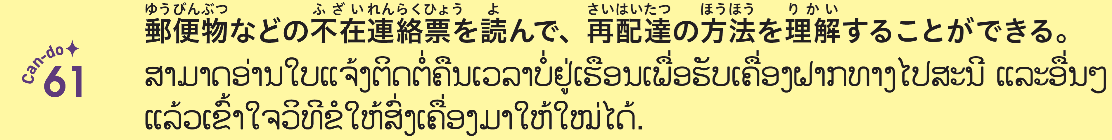 ゆうびんぶつ ふざいれんらくひょう よ さいはいたつ ほうほう りかい
郵便物などの不在連絡票を読んで、再配達の方法を理解することができる。
Can-do
61
ສາມາດອ່ານໃບແຈ້ງຕິດຕໍ່ຄືນເວລາບໍ່ຢູ່ເຮືອນເພື່ອຮັບເຄື່ອງຝາກທາງໄປສະນີ ແລະອື່ນໆ
ແລ້ວເຂົ້າໃຈວິທີຂໍໃຫ້ສົ່ງເຄື່ອງມາໃຫ້ໃໝ່ໄດ້.